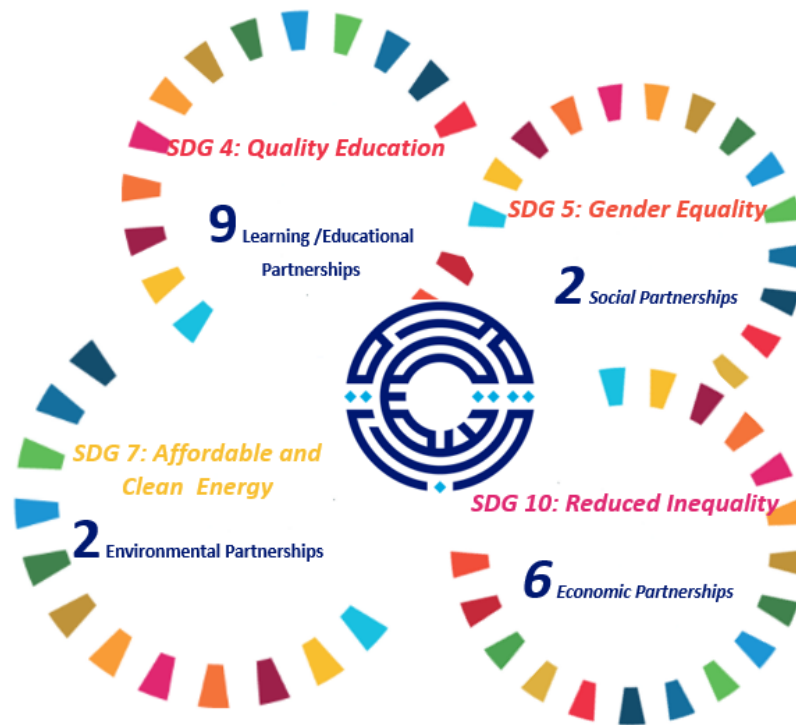 SDG 4: Quality Education
9 Learning /Educational
Partnerships
SDG 5: Gender Equality
2 Social Partnerships
SDG 7: Affordable and
Clean Energy
2 Environmental Partnerships
SDG 10: Reduced Inequality
6 Economic Partnerships